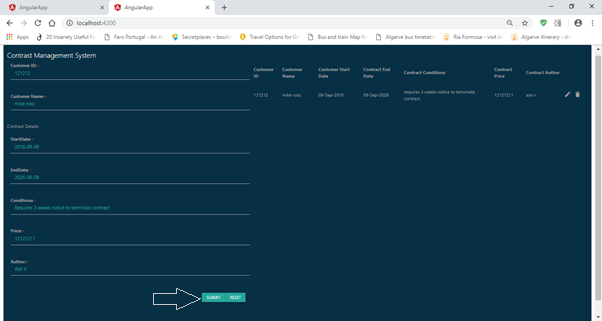 AngularApp
AngularApp
localhost:4200
Apps
20 Insanely Useful Fa
Faro Portugal - An Al
Secretplaces – boutiq
Travel Options for Ge
Bus and train Map
Algarve bus timetabl
Ria Formosa – visit A
Algarve itinerary - da
Contrast Management System
Customer ID:-
121212
Customer Name:-
mike ross
Contract Details:
StartDate:-
2018-09-09
EndDate:-
2028-09-09
Conditions:-
Requires 3 weeks notice to terminate contract
Price:-
12121211
Author:-
Ash V
SUBMIT RESET
Customer ID
Customer Name
Customer Start Date
Contract End Date
Contract Conditions
Contract Price
Contract Author
121212
mike ross
09-Sep-2018
09-Sep-2028
requires 3 weeks notice to terminate
contract
12121211
ash v